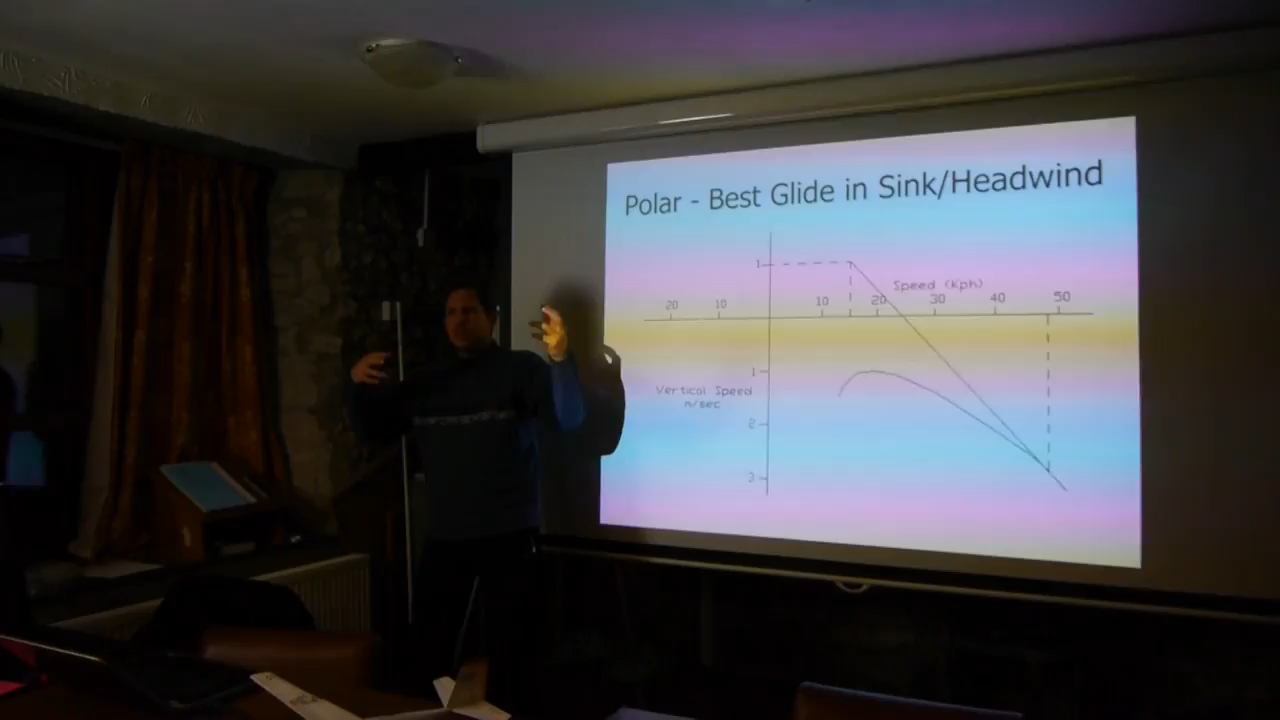 Polar - Best Glide in Sink/Headwind
1
Speed (Kph)
20 10 10 20 30 40 50
1
Vertical Speed
m/sec
2
3